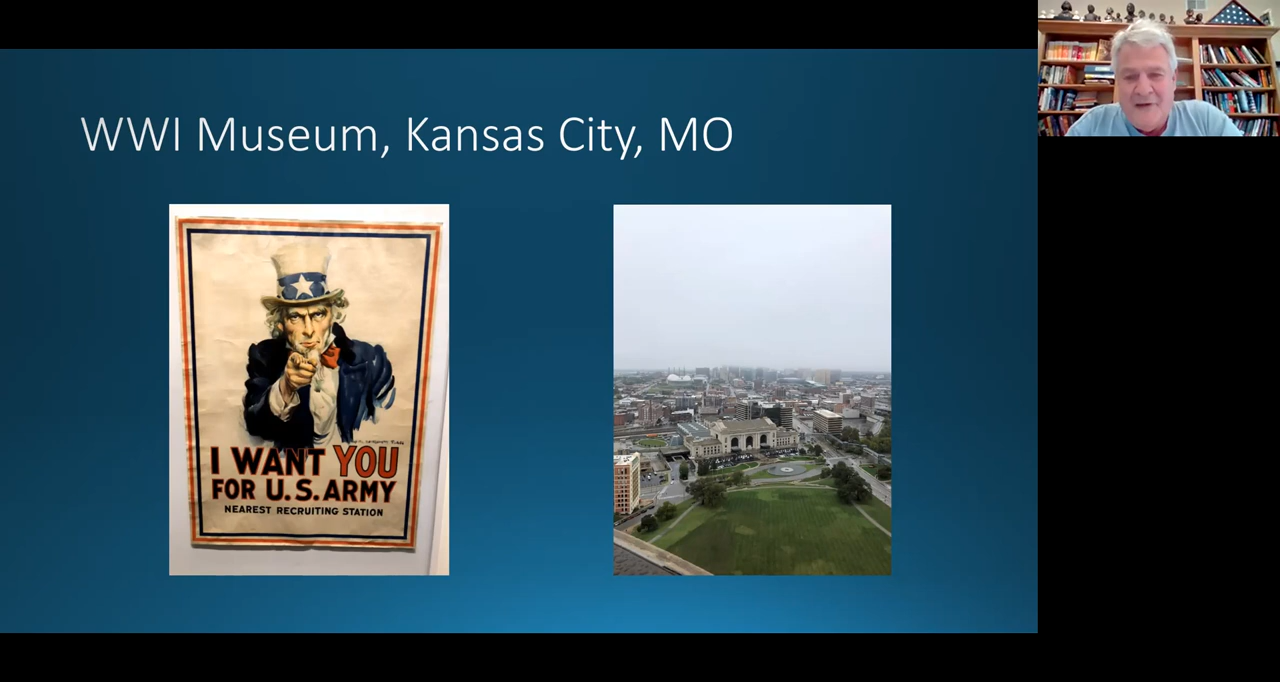 WWI Museum, Kansas City, MO
I WANT YOU
FOR U.S. ARMY
NEAREST RECRUITING STATION